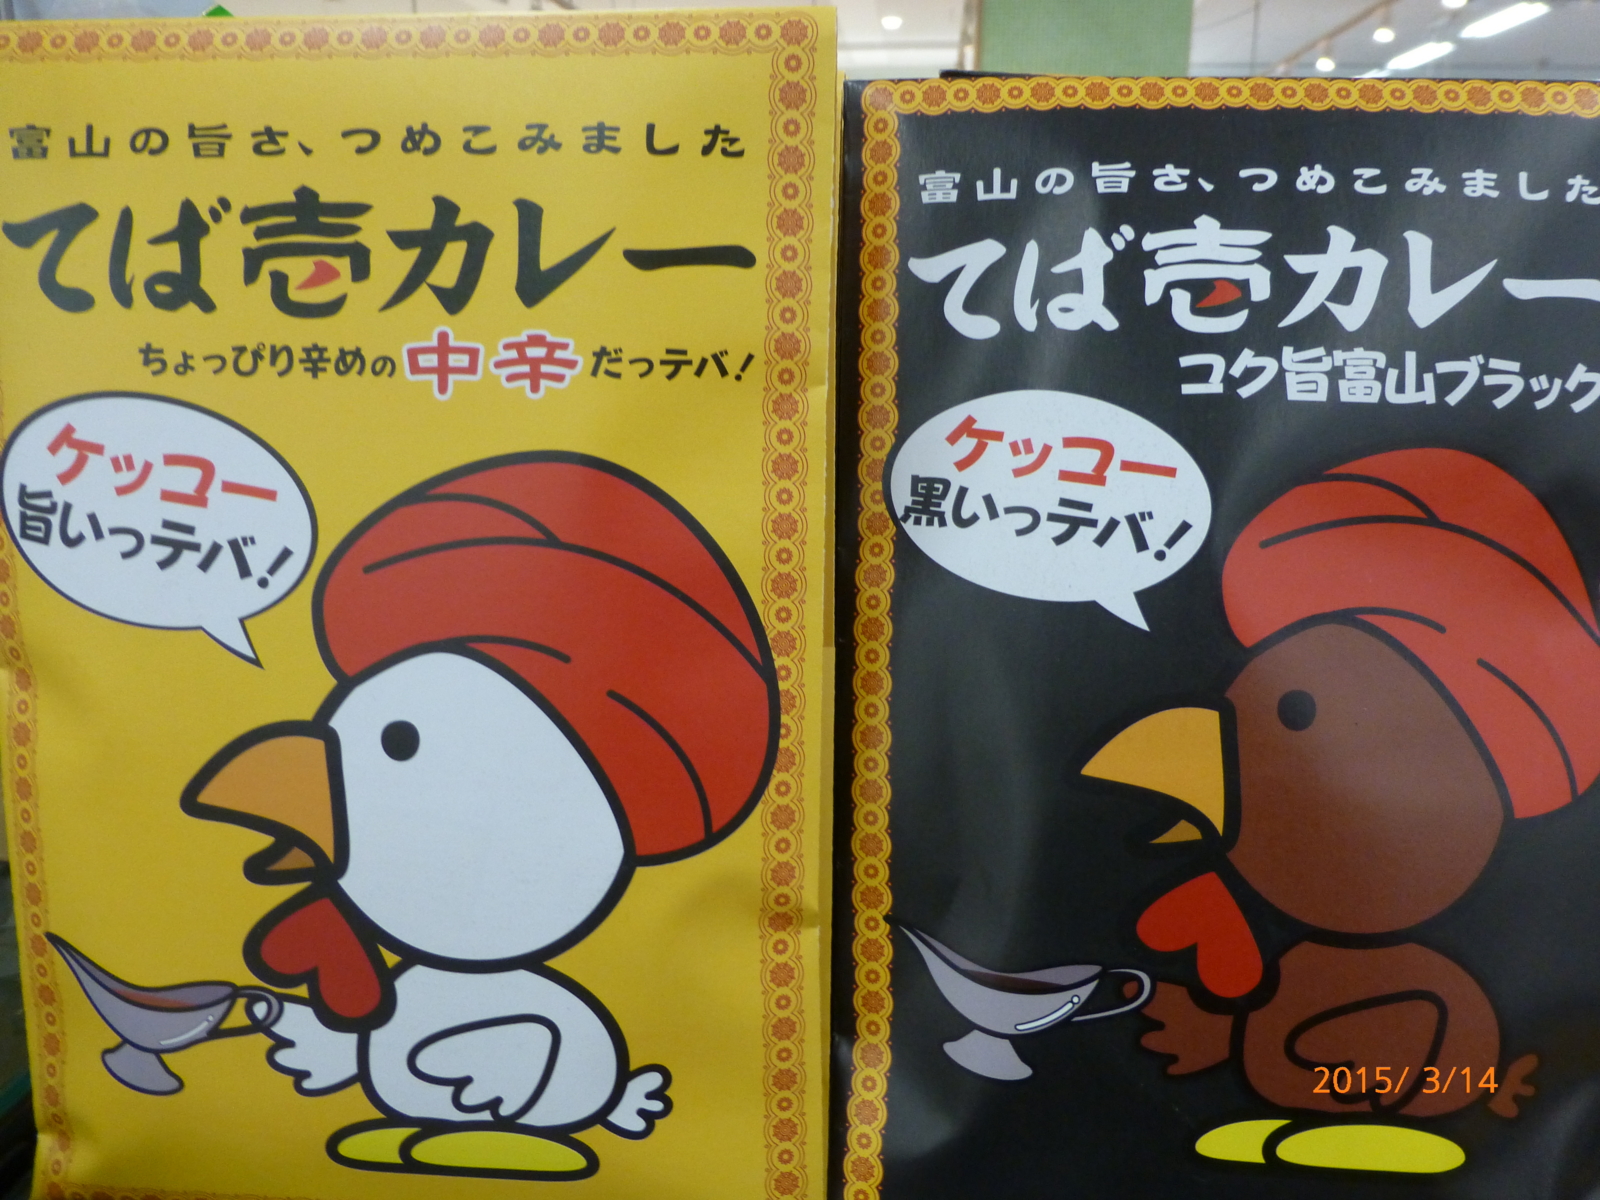 富山の旨さ、つめこみました
てば壱カレー
ちょっぴり辛めの中辛だっテバ！
ケッコー
旨いっテバ！
富山の旨さ、つめこみました
てば壱カレー
コク旨富山ブラック
ケッコー
黒いっテバ！
2015/ 3/14